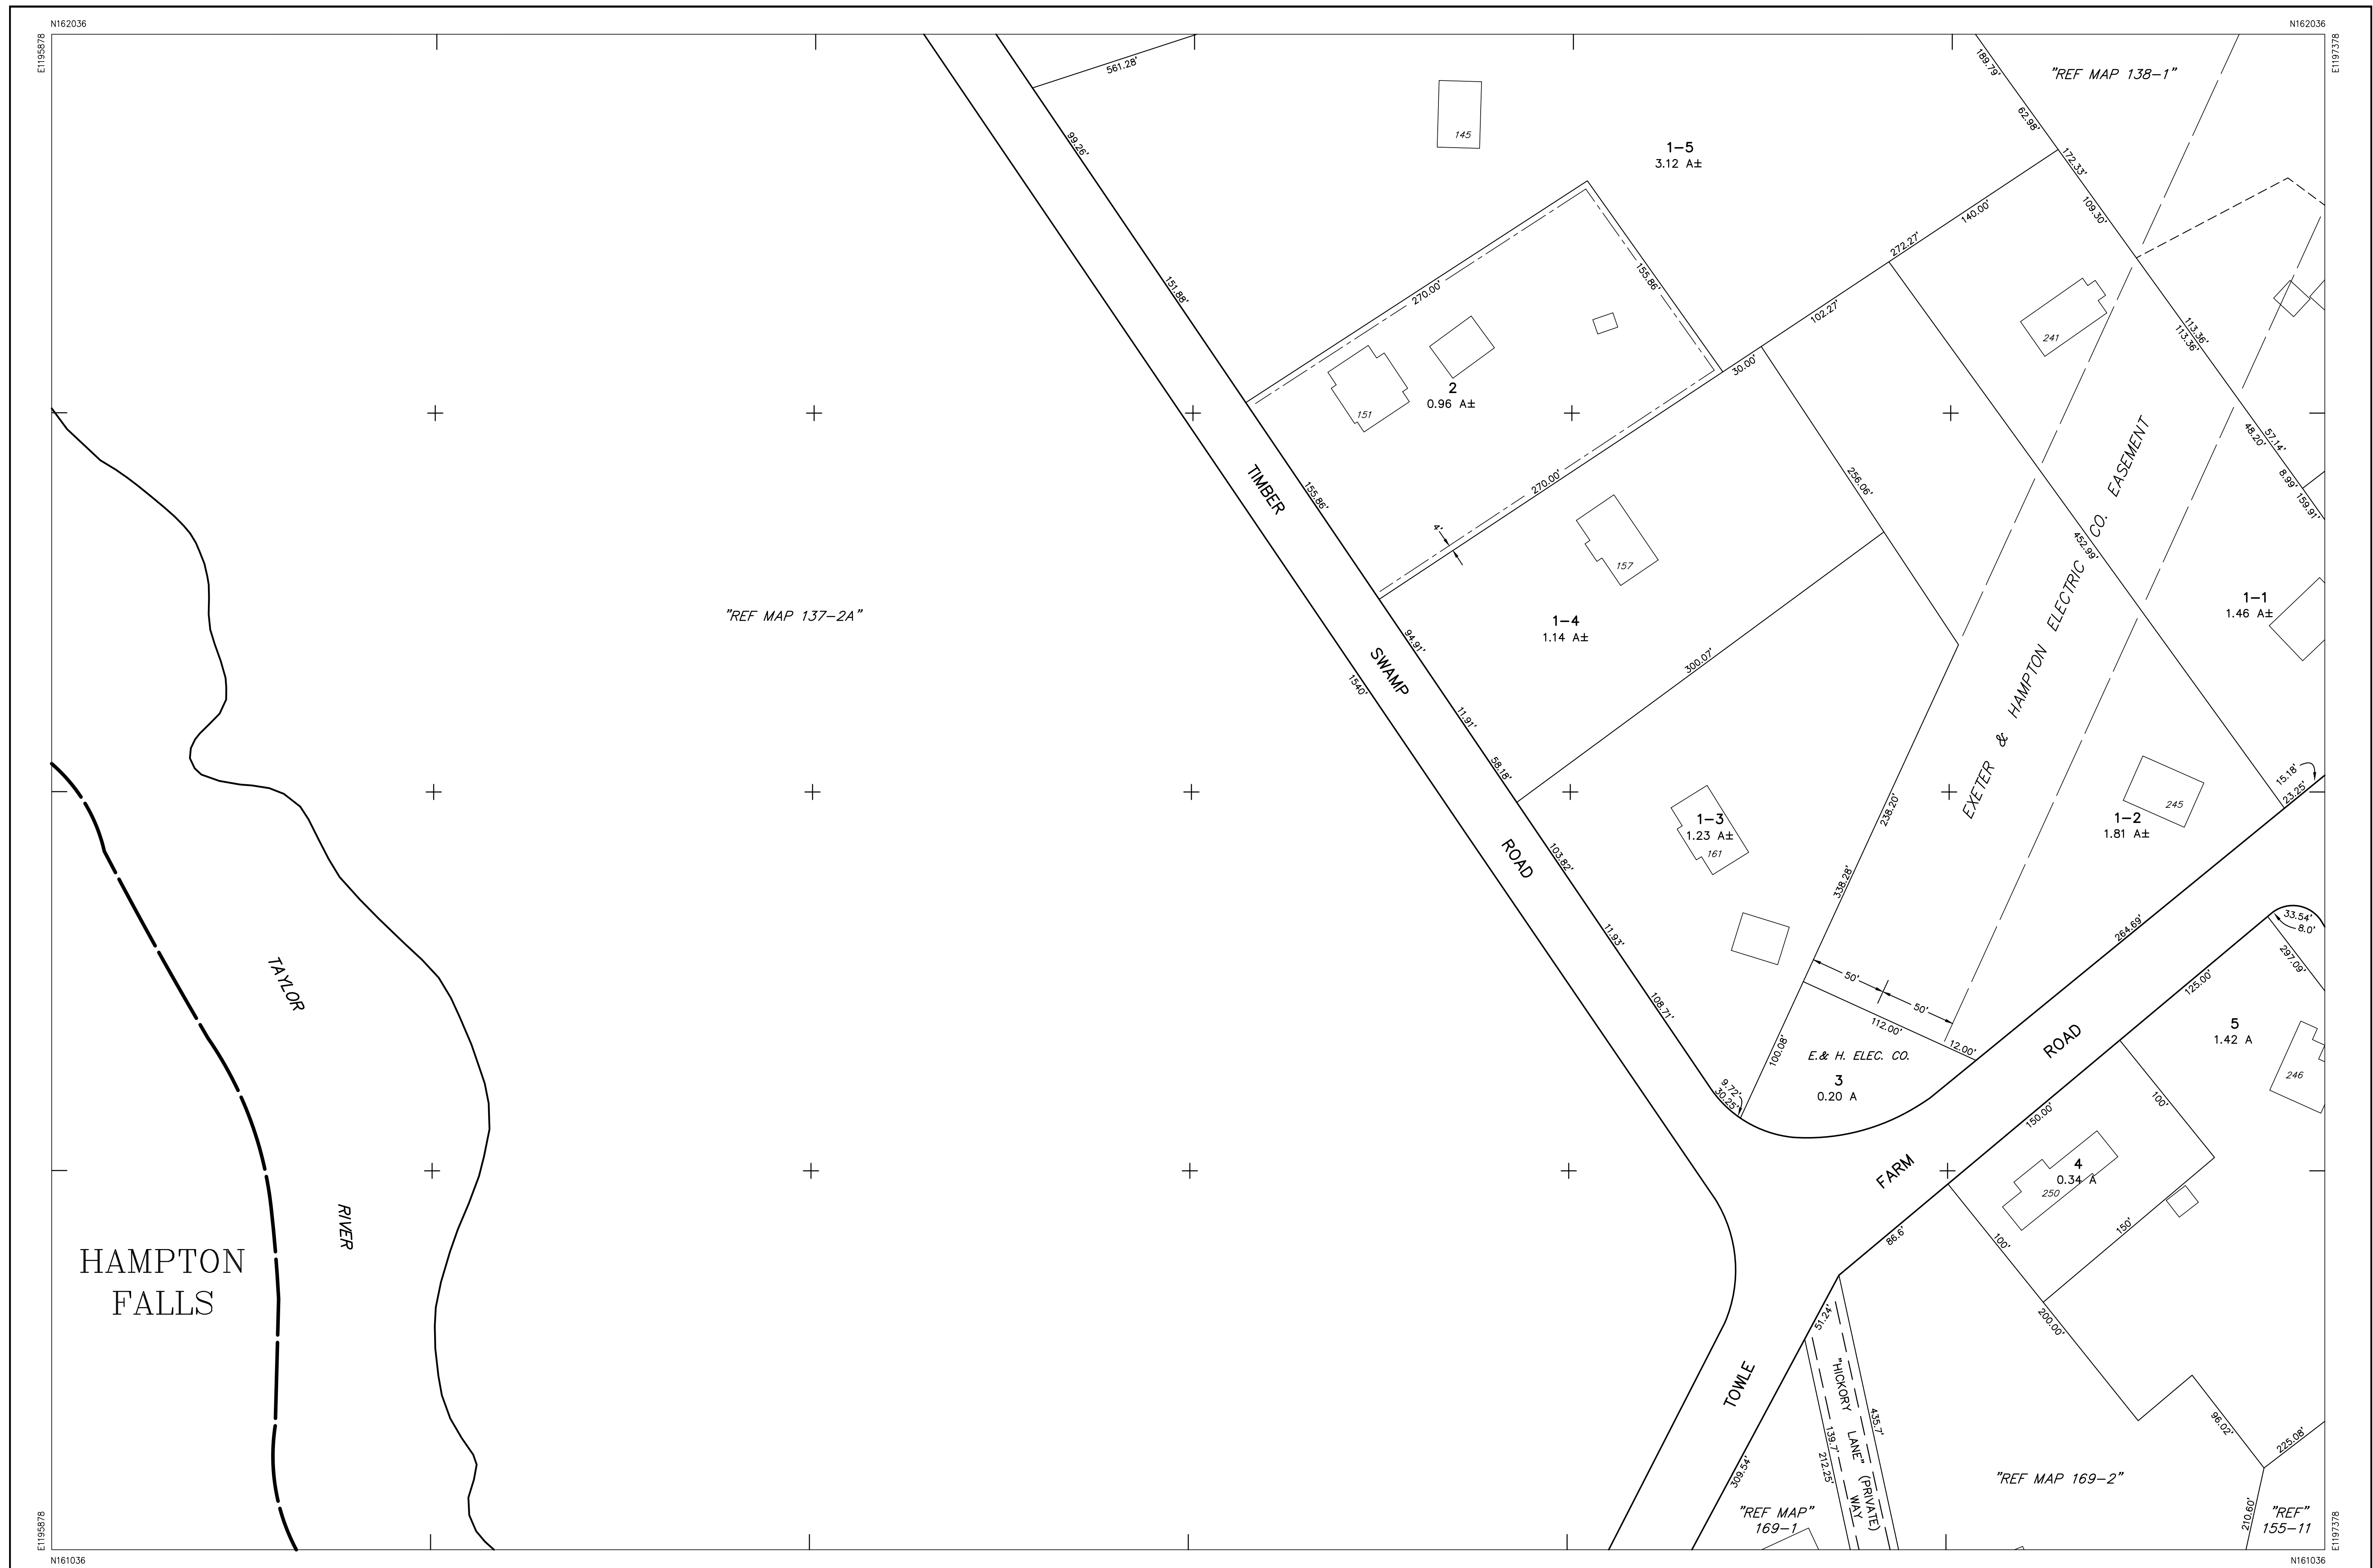 N162036
N162036
E1195878
E1197378
561.28'
189.79'
"REF MAP 138-1"
62.98'
99.26'
145
1-5
3.12 A±
172.33'
109.30'
140.00'
272.27'
151.88'
270.00'
155.86'
102.27'
113.36'
113.36'
241
30.00'
2
0.96 A±
151
57.14'
48.20'
8.99'
159.91'
TIMBER
155.86'
270.00'
256.06'
4'
452.99'
EXETER & HAMPTON ELECTRIC CO. EASEMENT
157
1-1
1.46 A±
"REF MAP 137-2A"
1-4
1.14 A±
94.91'
SWAMP
1540'
300.07'
11.91'
58.18'
15.18'
23.25'
245
1-2
1.81 A±
238.20'
1-3
1.23 A±
161
ROAD
103.82'
338.28'
11.93'
264.69'
33.54'
8.0'
297.09'
TAYLOR
50'
50'
125.00'
108.71'
112.00'
12.00'
ROAD
5
1.42 A
E.& H. ELEC. CO.
100.08'
3
0.20 A
9.72'
30.25'
246
100'
150.00'
FARM
4
0.34 A
250
RIVER
150'
86.6'
100'
HAMPTON
FALLS
51.24'
200.00'
TOWLE
"HICKORY LANE" (PRIVATE)
WAY
435.7'
139.7'
212.25'
96.02'
225.08'
309.54'
"REF MAP 169-2"
"REF MAP"
169-1
210.60'
"REF"
155-11
E1195878
E1197378
N161036
N161036